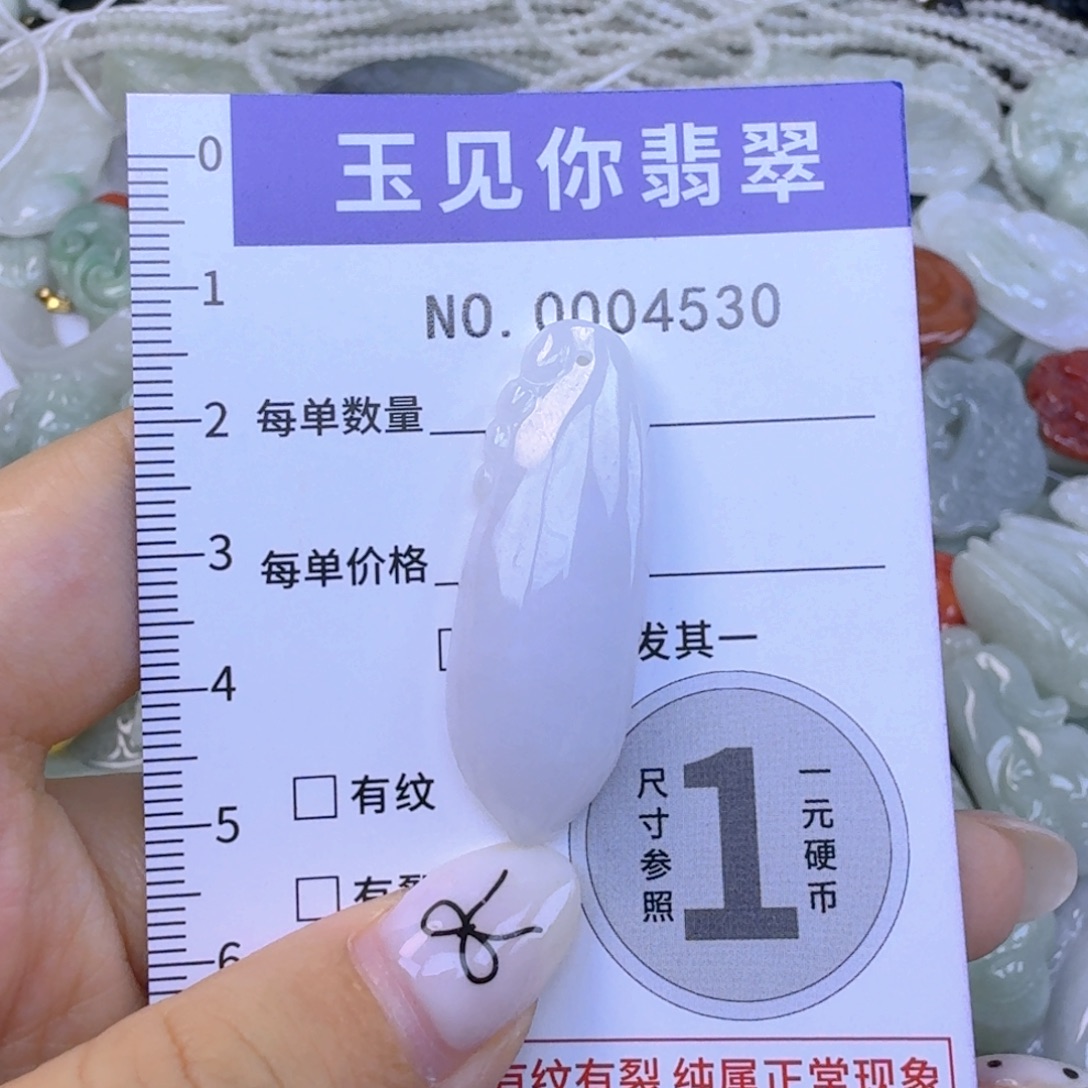 玉见你翡翠
NO.0004530
每单数量
每单价格
发其一
有纹
有裂
尺寸参照
1
一元硬币
有纹有裂 纯属正常现象
0
1
2
3
4
5
6